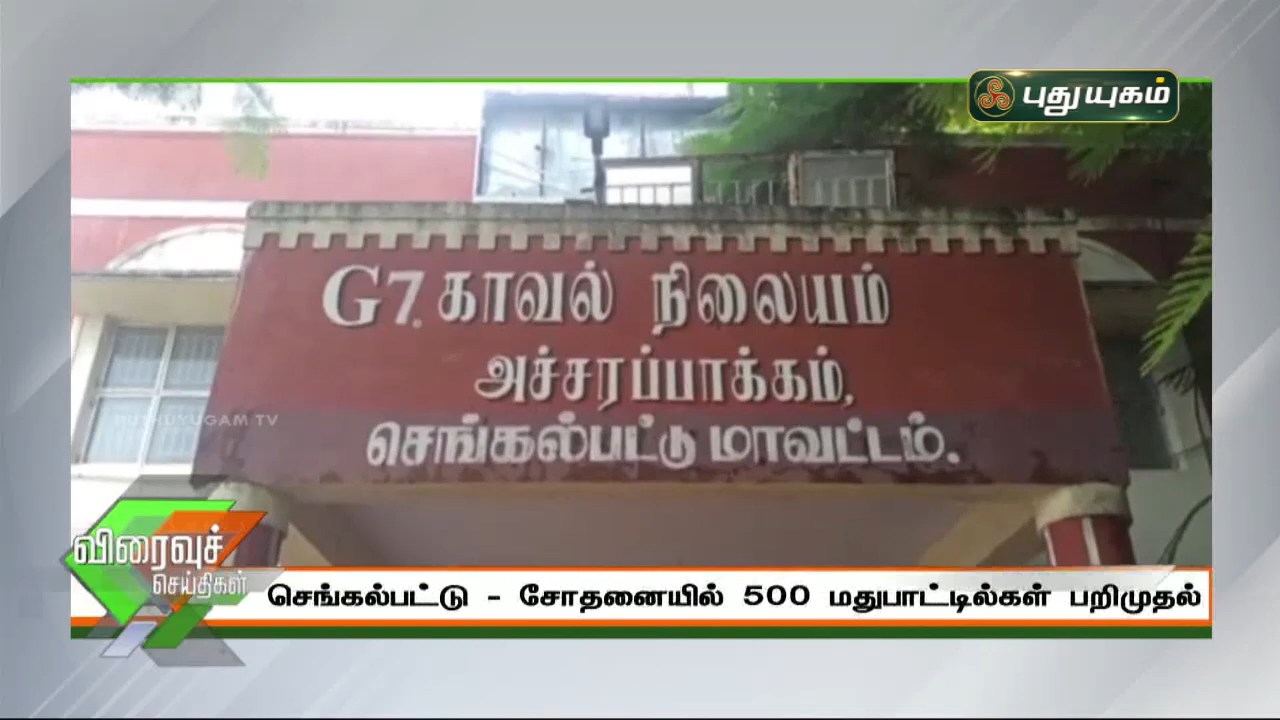 புதுயுகம்
G7. காவல் நிலையம்
அச்சரப்பாக்கம்,
செங்கல்பட்டு மாவட்டம்.
PUTHUYUGAM TV
விரைவுச்
செய்திகள்
செங்கல்பட்டு - சோதனையில் 500 மதுபாட்டில்கள் பறிமுதல்